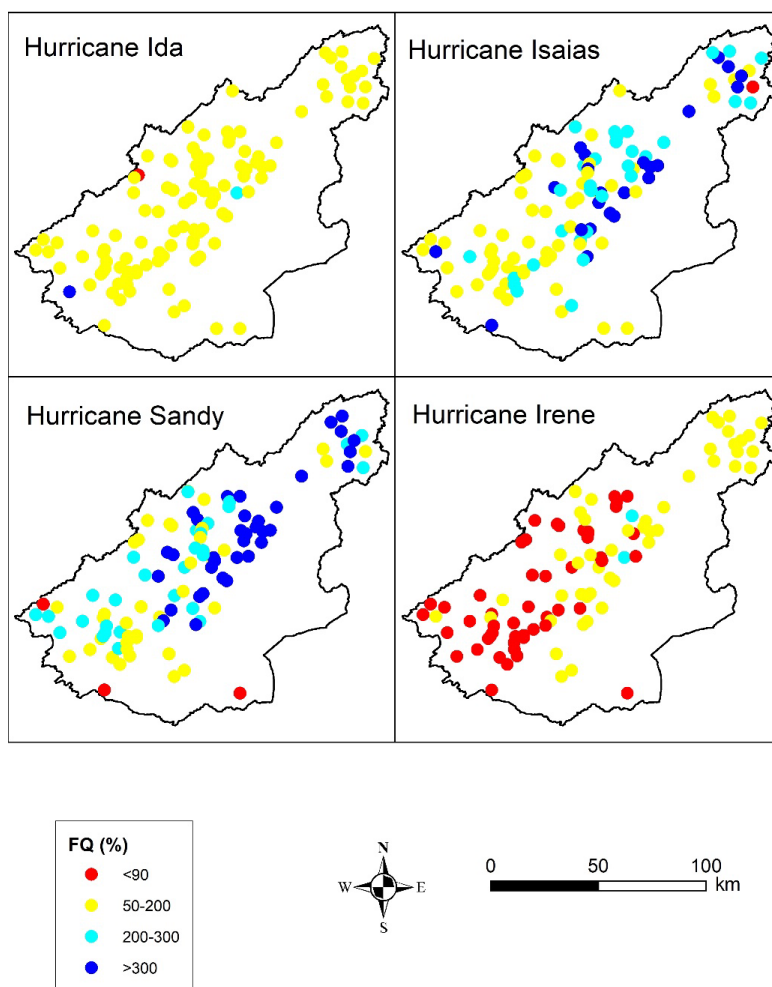 Hurricane Ida
Hurricane Isaias
Hurricane Sandy
Hurricane Irene
FQ (%)
<90
50-200
200-300
>300
N
W E
S
0 50 100
km